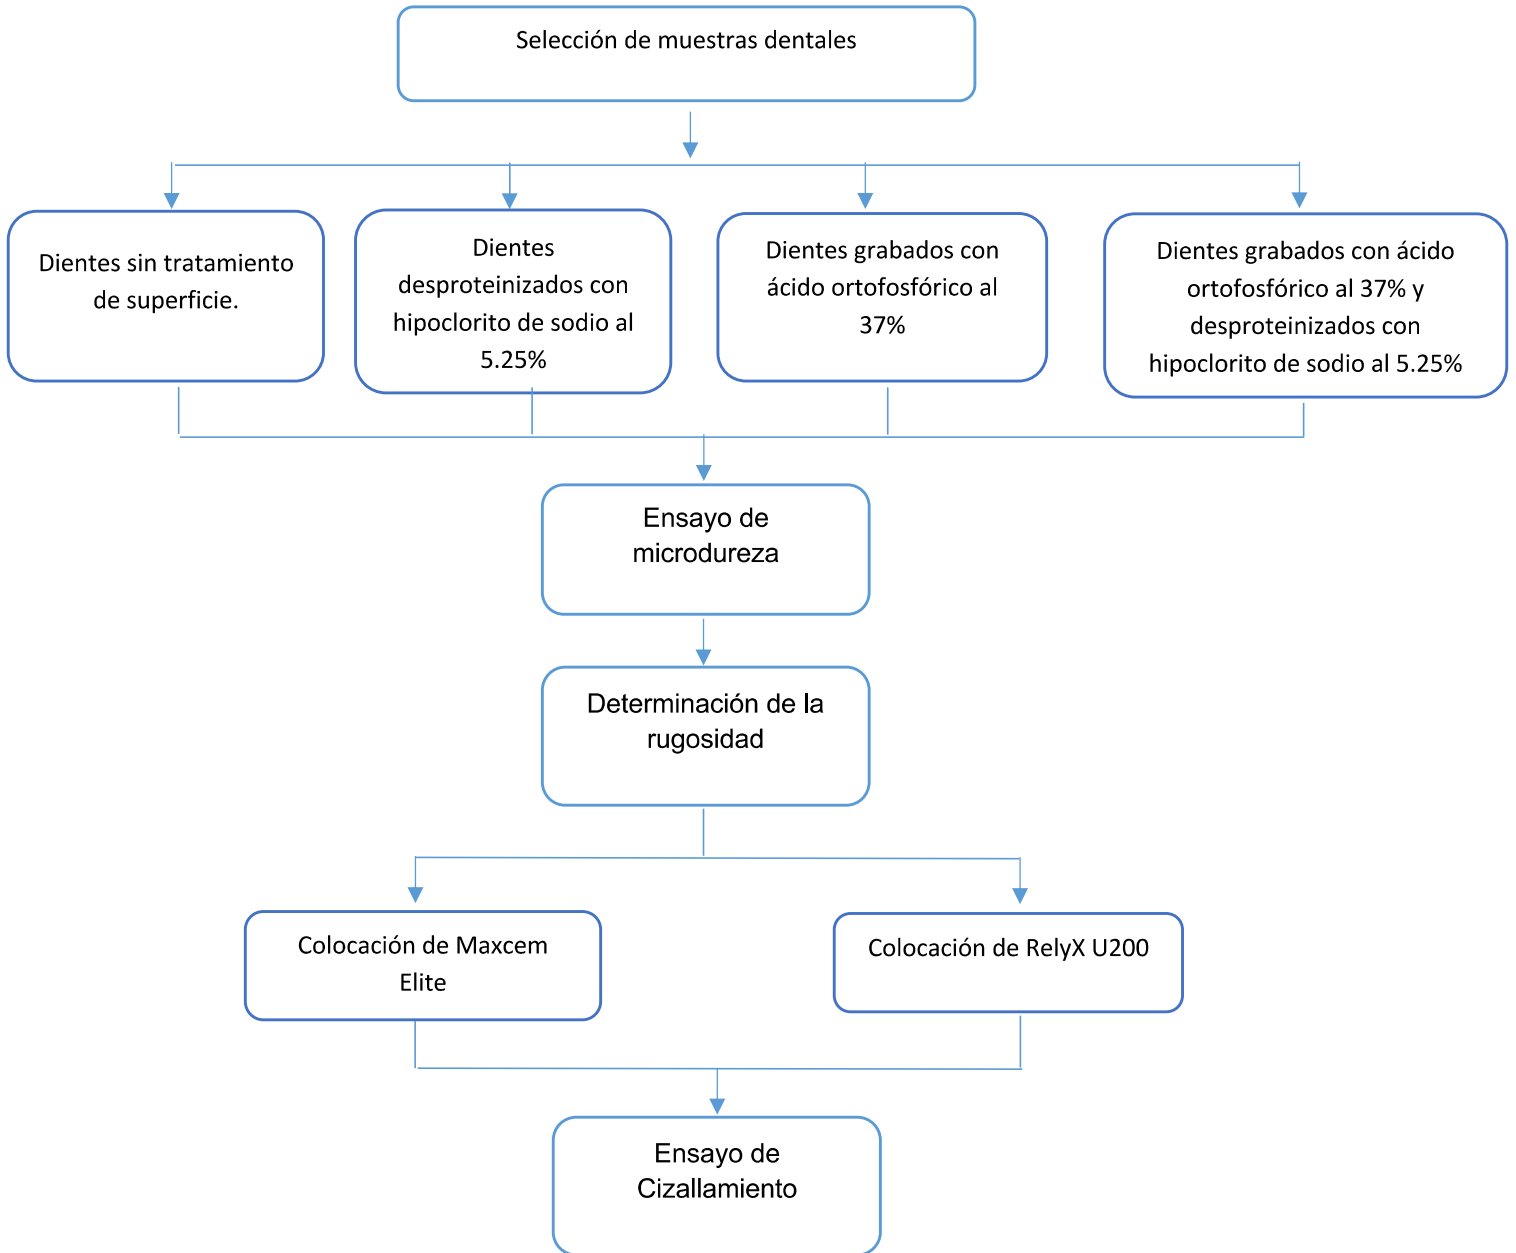 Selección de muestras dentales
Dientes sin tratamiento
de superficie.
Dientes
desproteinizados con
hipoclorito de sodio al
5.25%
Dientes grabados con
ácido ortofosfórico al
37%
Dientes grabados con ácido
ortofosfórico al 37% y
desproteinizados con
hipoclorito de sodio al 5.25%
Ensayo de
microdureza
Determinación de la
rugosidad
Colocación de Maxcem
Elite
Colocación de RelyX U200
Ensayo de
Cizallamiento